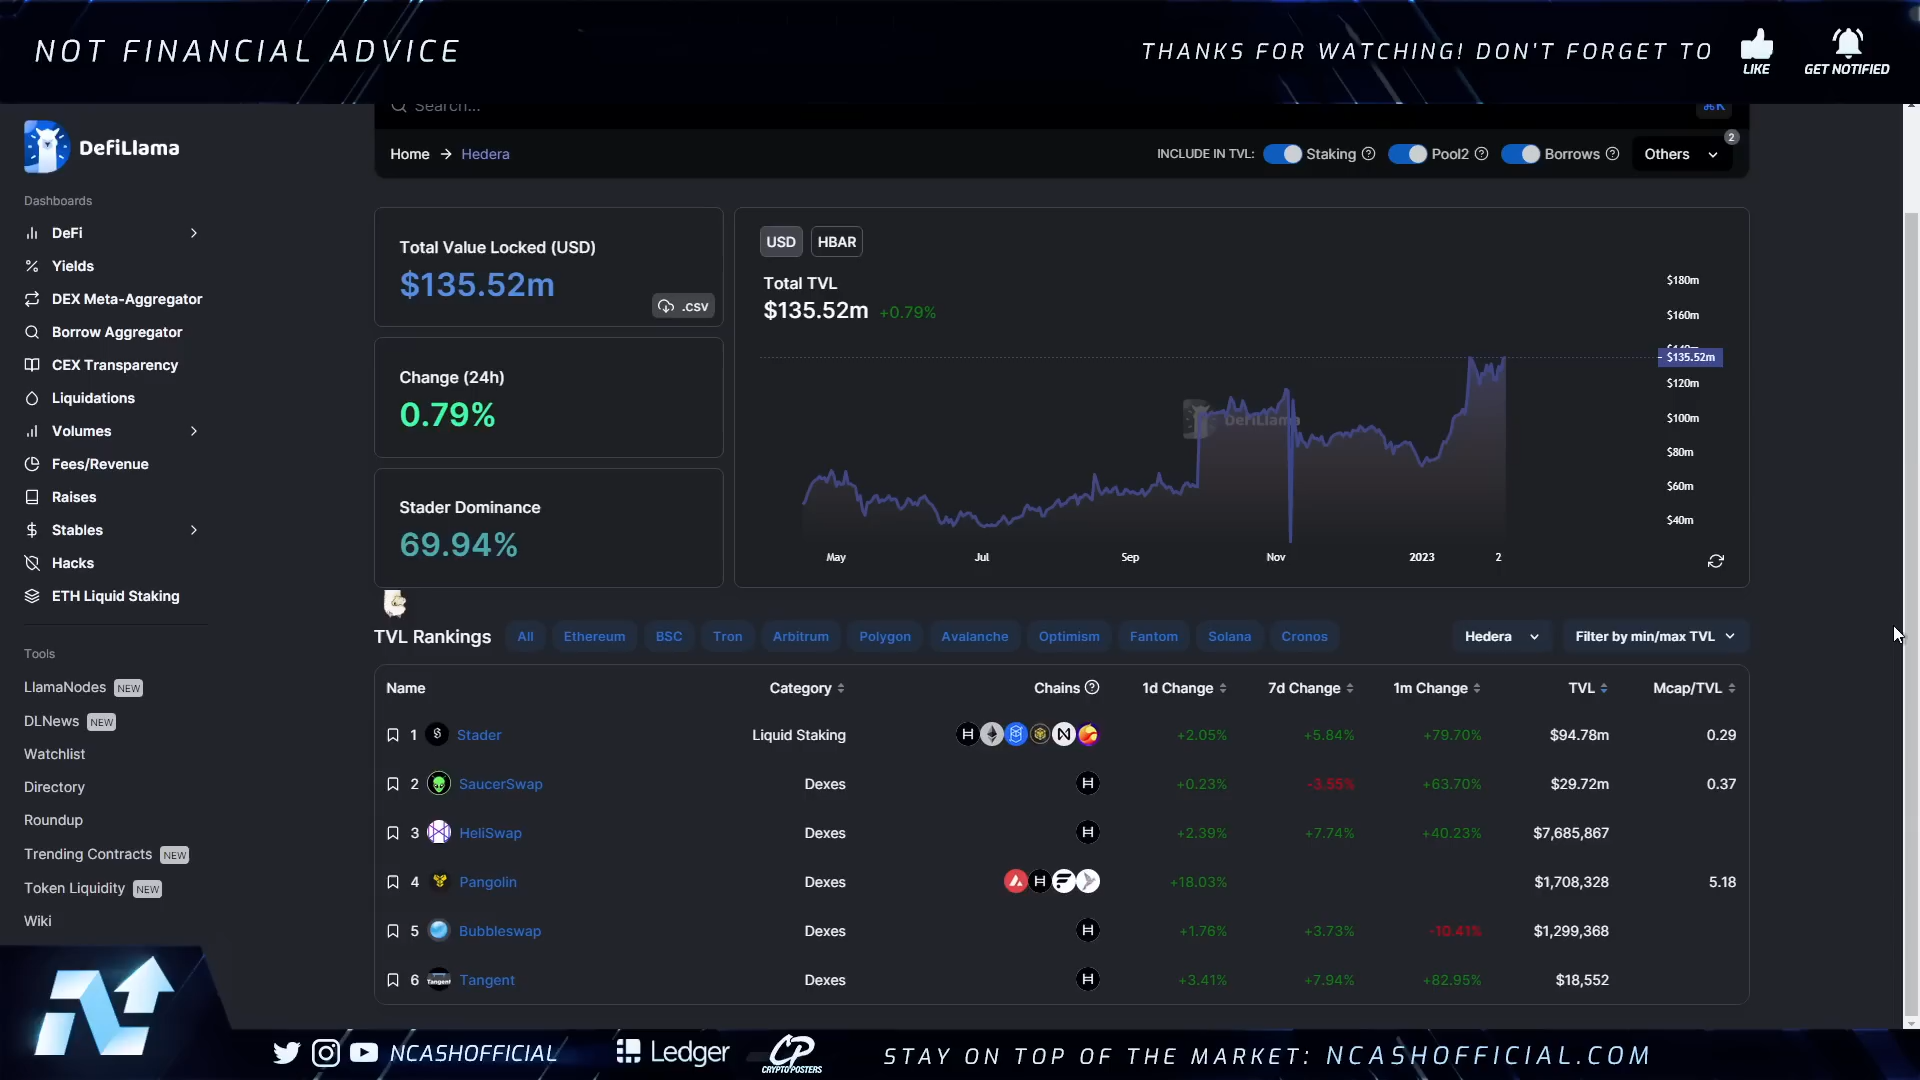 NOT FINANCIAL ADVICE
THANKS FOR WATCHING! DON'T FORGET TO
LIKE
GET NOTIFIED
Search...
⌘K
DefiLlama
Home → Hedera
INCLUDE IN TVL: Staking Pool2 Borrows Others 2
Dashboards
DeFi
Yields
DEX Meta-Aggregator
Borrow Aggregator
CEX Transparency
Liquidations
Volumes
Fees/Revenue
Raises
Stables
Hacks
ETH Liquid Staking
Tools
LlamaNodes NEW
DLNews NEW
Watchlist
Directory
Roundup
Trending Contracts NEW
Token Liquidity NEW
Wiki
Total Value Locked (USD)
$135.52m
.csv
Change (24h)
0.79%
Stader Dominance
69.94%
USD HBAR
Total TVL
$135.52m +0.79%
$180m
$160m
$140m
$135.52m
$120m
$100m
$80m
$60m
$40m
DefiLlama
May Jul Sep Nov 2023 2
TVL Rankings All Ethereum BSC Tron Arbitrum Polygon Avalanche Optimism Fantom Solana Cronos Hedera Filter by min/max TVL
Name Category Chains 1d Change 7d Change 1m Change TVL Mcap/TVL
1 Stader Liquid Staking +2.05% +5.84% +79.70% $94.78m 0.29
2 SaucerSwap Dexes +0.23% -3.55% +63.70% $29.72m 0.37
3 HeliSwap Dexes +2.39% +7.74% +40.23% $7,685,867
4 Pangolin Dexes +18.03% $1,708,328 5.18
5 Bubbleswap Dexes +1.76% +3.73% -10.41% $1,299,368
6 Tangent Dexes +3.41% +7.94% +82.95% $18,552
NCASHOFFICIAL
Ledger
CP
CRYPTOPOSTERS
STAY ON TOP OF THE MARKET: NCASHOFFICIAL.COM